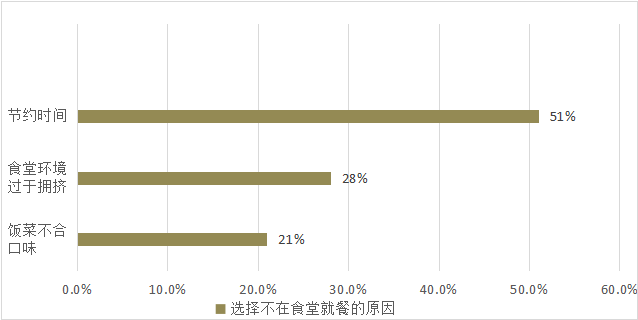 节约时间
51%
食堂环境
过于拥挤
28%
饭菜不合
口味
21%
0.0% 10.0% 20.0% 30.0% 40.0% 50.0% 60.0%
选择不在食堂就餐的原因